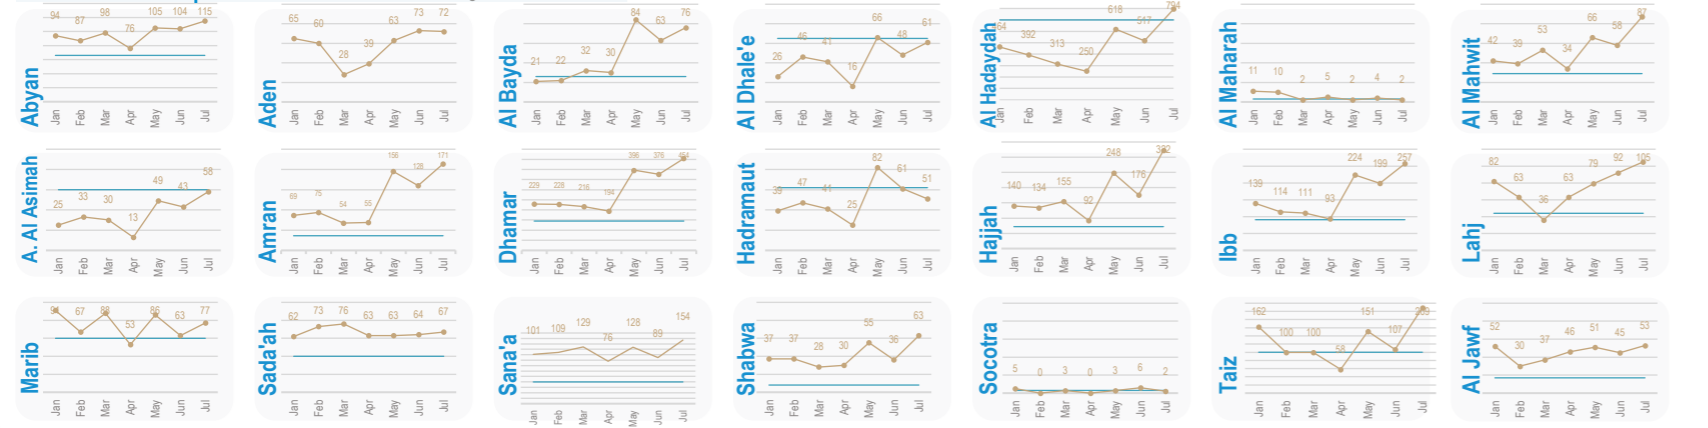 Abyan
94 87 98 76 105 104 115
Jan Feb Mar Apr May Jun Jul
Aden
65 60 28 39 63 73 72
Jan Feb Mar Apr May Jun Jul
Al Bayda
21 22 32 30 84 63 76
Jan Feb Mar Apr May Jun Jul
Al Dhale'e
26 46 41 16 66 48 61
Jan Feb Mar Apr May Jun Jul
Al Hadaydah
392 313 250 618 517 794
Jan Feb Mar Apr May Jun Jul
Al Maharah
11 10 2 5 2 4 2
Jan Feb Mar Apr May Jun Jul
Al Mahwit
42 39 53 34 66 58 87
Jan Feb Mar Apr May Jun Jul
A. Al Asimah
25 33 30 13 49 43 58
Jan Feb Mar Apr May Jun Jul
Amran
69 75 54 55 156 128 171
Jan Feb Mar Apr May Jun Jul
Dhamar
229 228 216 194 396 376 454
Jan Feb Mar Apr May Jun Jul
Hadramaut
39 47 41 25 82 61 51
Jan Feb Mar Apr May Jun Jul
Hajjah
140 134 155 92 248 176
Jan Feb Mar Apr May Jun Jul
Ibb
139 114 111 93 224 199 257
Jan Feb Mar Apr May Jun Jul
Lahj
82 63 36 63 79 92 105
Jan Feb Mar Apr May Jun Jul
Marib
67 88 53 86 63 77
Jan Feb Mar Apr May Jun Jul
Sada'ah
62 73 76 63 63 64 67
Jan Feb Mar Apr May Jun Jul
Sana'a
101 109 129 76 128 89 154
Jan Feb Mar Apr May Jun Jul
Shabwa
37 37 28 30 55 36 63
Jan Feb Mar Apr May Jun Jul
Socotra
5 0 3 0 3 6 2
Jan Feb Mar Apr May Jun Jul
Taiz
162 100 100 58 151 107
Jan Feb Mar Apr May Jun Jul
Al Jawf
52 30 37 46 51 45 53
Jan Feb Mar Apr May Jun Jul